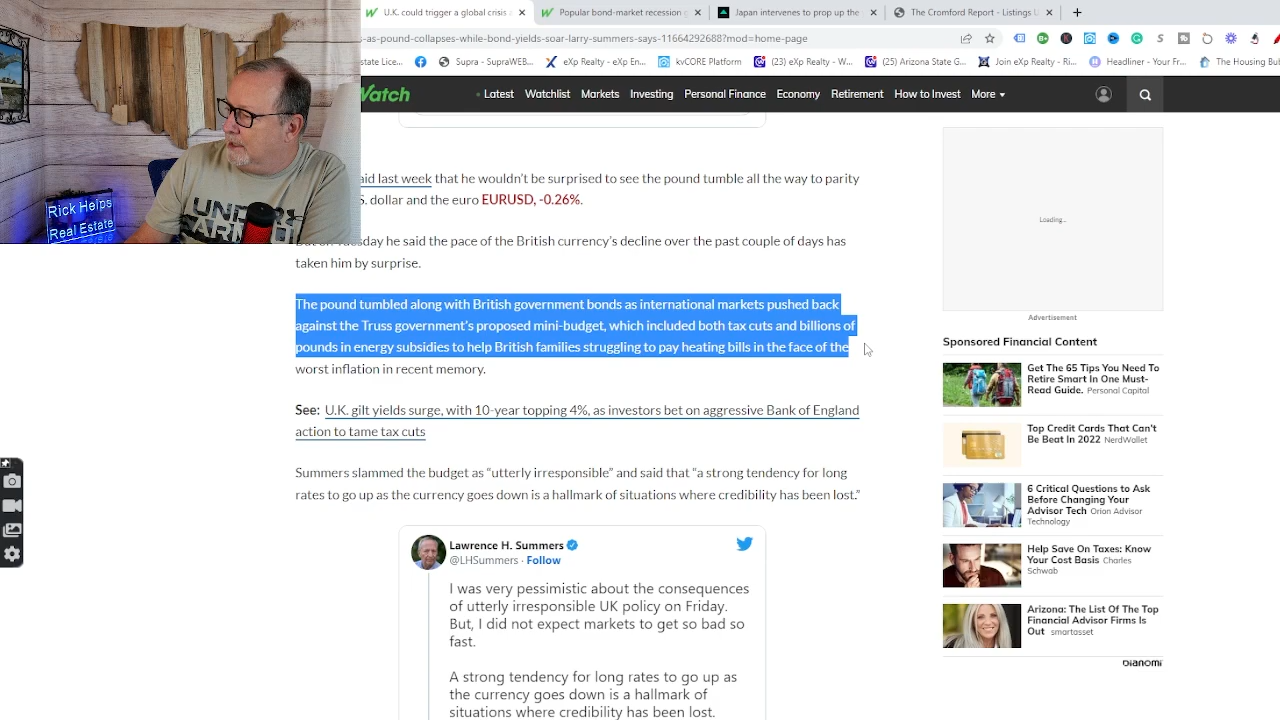 U.K. could trigger a global crisis
Popular bond-market recession
Japan intervenes to prop up the
The Cromford Report - Listings
s-as-pound-collapses-while-bond-yields-soar-larry-summers-says-11664292688?mod=home-page
Supra - SupraWEB...
eXp Realty - eXp En...
kvCORE Platform
(23) eXp Realty - W...
(25) Arizona State G...
Join eXp Realty - Ri...
Headliner - Your Fr...
The Housing Bu
Watch
Latest
Watchlist
Markets
Investing
Personal Finance
Economy
Retirement
How to Invest
More
Rick Helps
Real Estate
UNDER
ARMOUR
aid last week that he wouldn't be surprised to see the pound tumble all the way to parity
S. dollar and the euro EURUSD, -0.26%.
day he said the pace of the British currency's decline over the past couple of days has
taken him by surprise.
The pound tumbled along with British government bonds as international markets pushed back
against the Truss government's proposed mini-budget, which included both tax cuts and billions of
pounds in energy subsidies to help British families struggling to pay heating bills in the face of the
worst inflation in recent memory.
See: U.K. gilt yields surge, with 10-year topping 4%, as investors bet on aggressive Bank of England
action to tame tax cuts
Summers slammed the budget as “utterly irresponsible” and said that “a strong tendency for long
rates to go up as the currency goes down is a hallmark of situations where credibility has been lost.”
Lawrence H. Summers
@LHSummers · Follow
I was very pessimistic about the consequences
of utterly irresponsible UK policy on Friday.
But, I did not expect markets to get so bad so
fast.
A strong tendency for long rates to go up as
the currency goes down is a hallmark of
situations where credibility has been lost.
Loading...
Advertisement
Sponsored Financial Content
Get The 65 Tips You Need To
Retire Smart In One Must-
Read Guide. Personal Capital
Top Credit Cards That Can't
Be Beat In 2022 NerdWallet
6 Critical Questions to Ask
Before Changing Your
Advisor Tech Orion Advisor
Technology
Help Save On Taxes: Know
Your Cost Basis Charles
Schwab
Arizona: The List Of The Top
Financial Advisor Firms Is
Out smartasset
bianomi